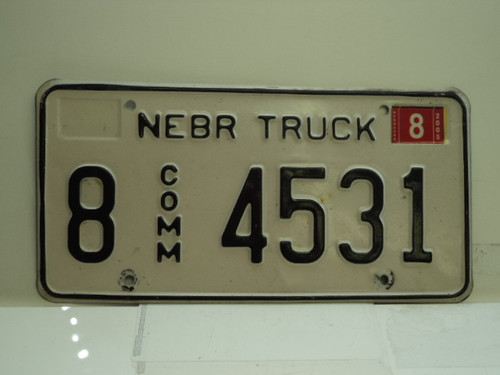 NEBR TRUCK 8
8 COMM 4531